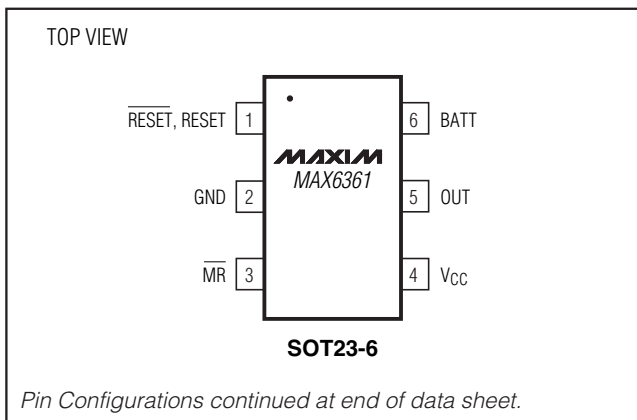 TOP VIEW
RESET, RESET 1
6 BATT
MAXIM
MAX6361
GND 2
5 OUT
MR 3
4 VCC
SOT23-6
Pin Configurations continued at end of data sheet.